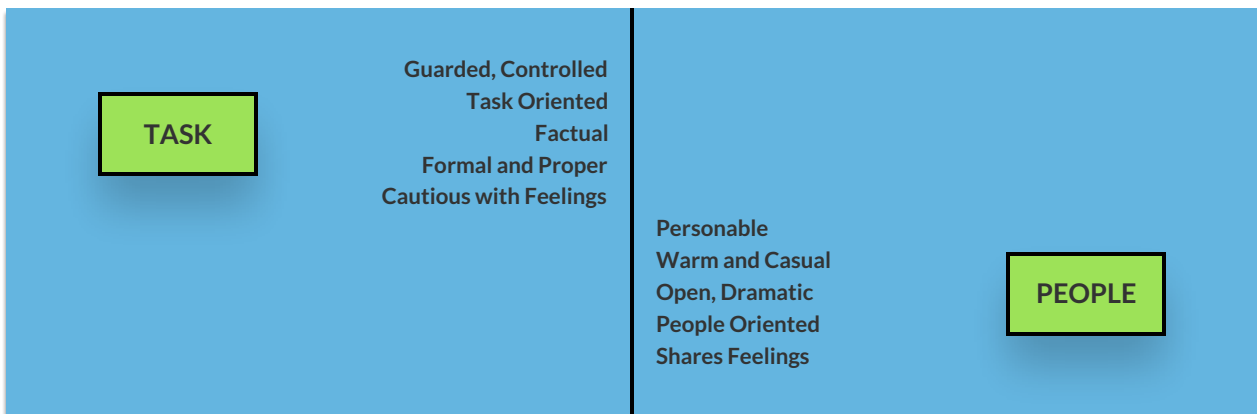 TASK
Guarded, Controlled
Task Oriented
Factual
Formal and Proper
Cautious with Feelings
Personable
Warm and Casual
Open, Dramatic
People Oriented
Shares Feelings
PEOPLE